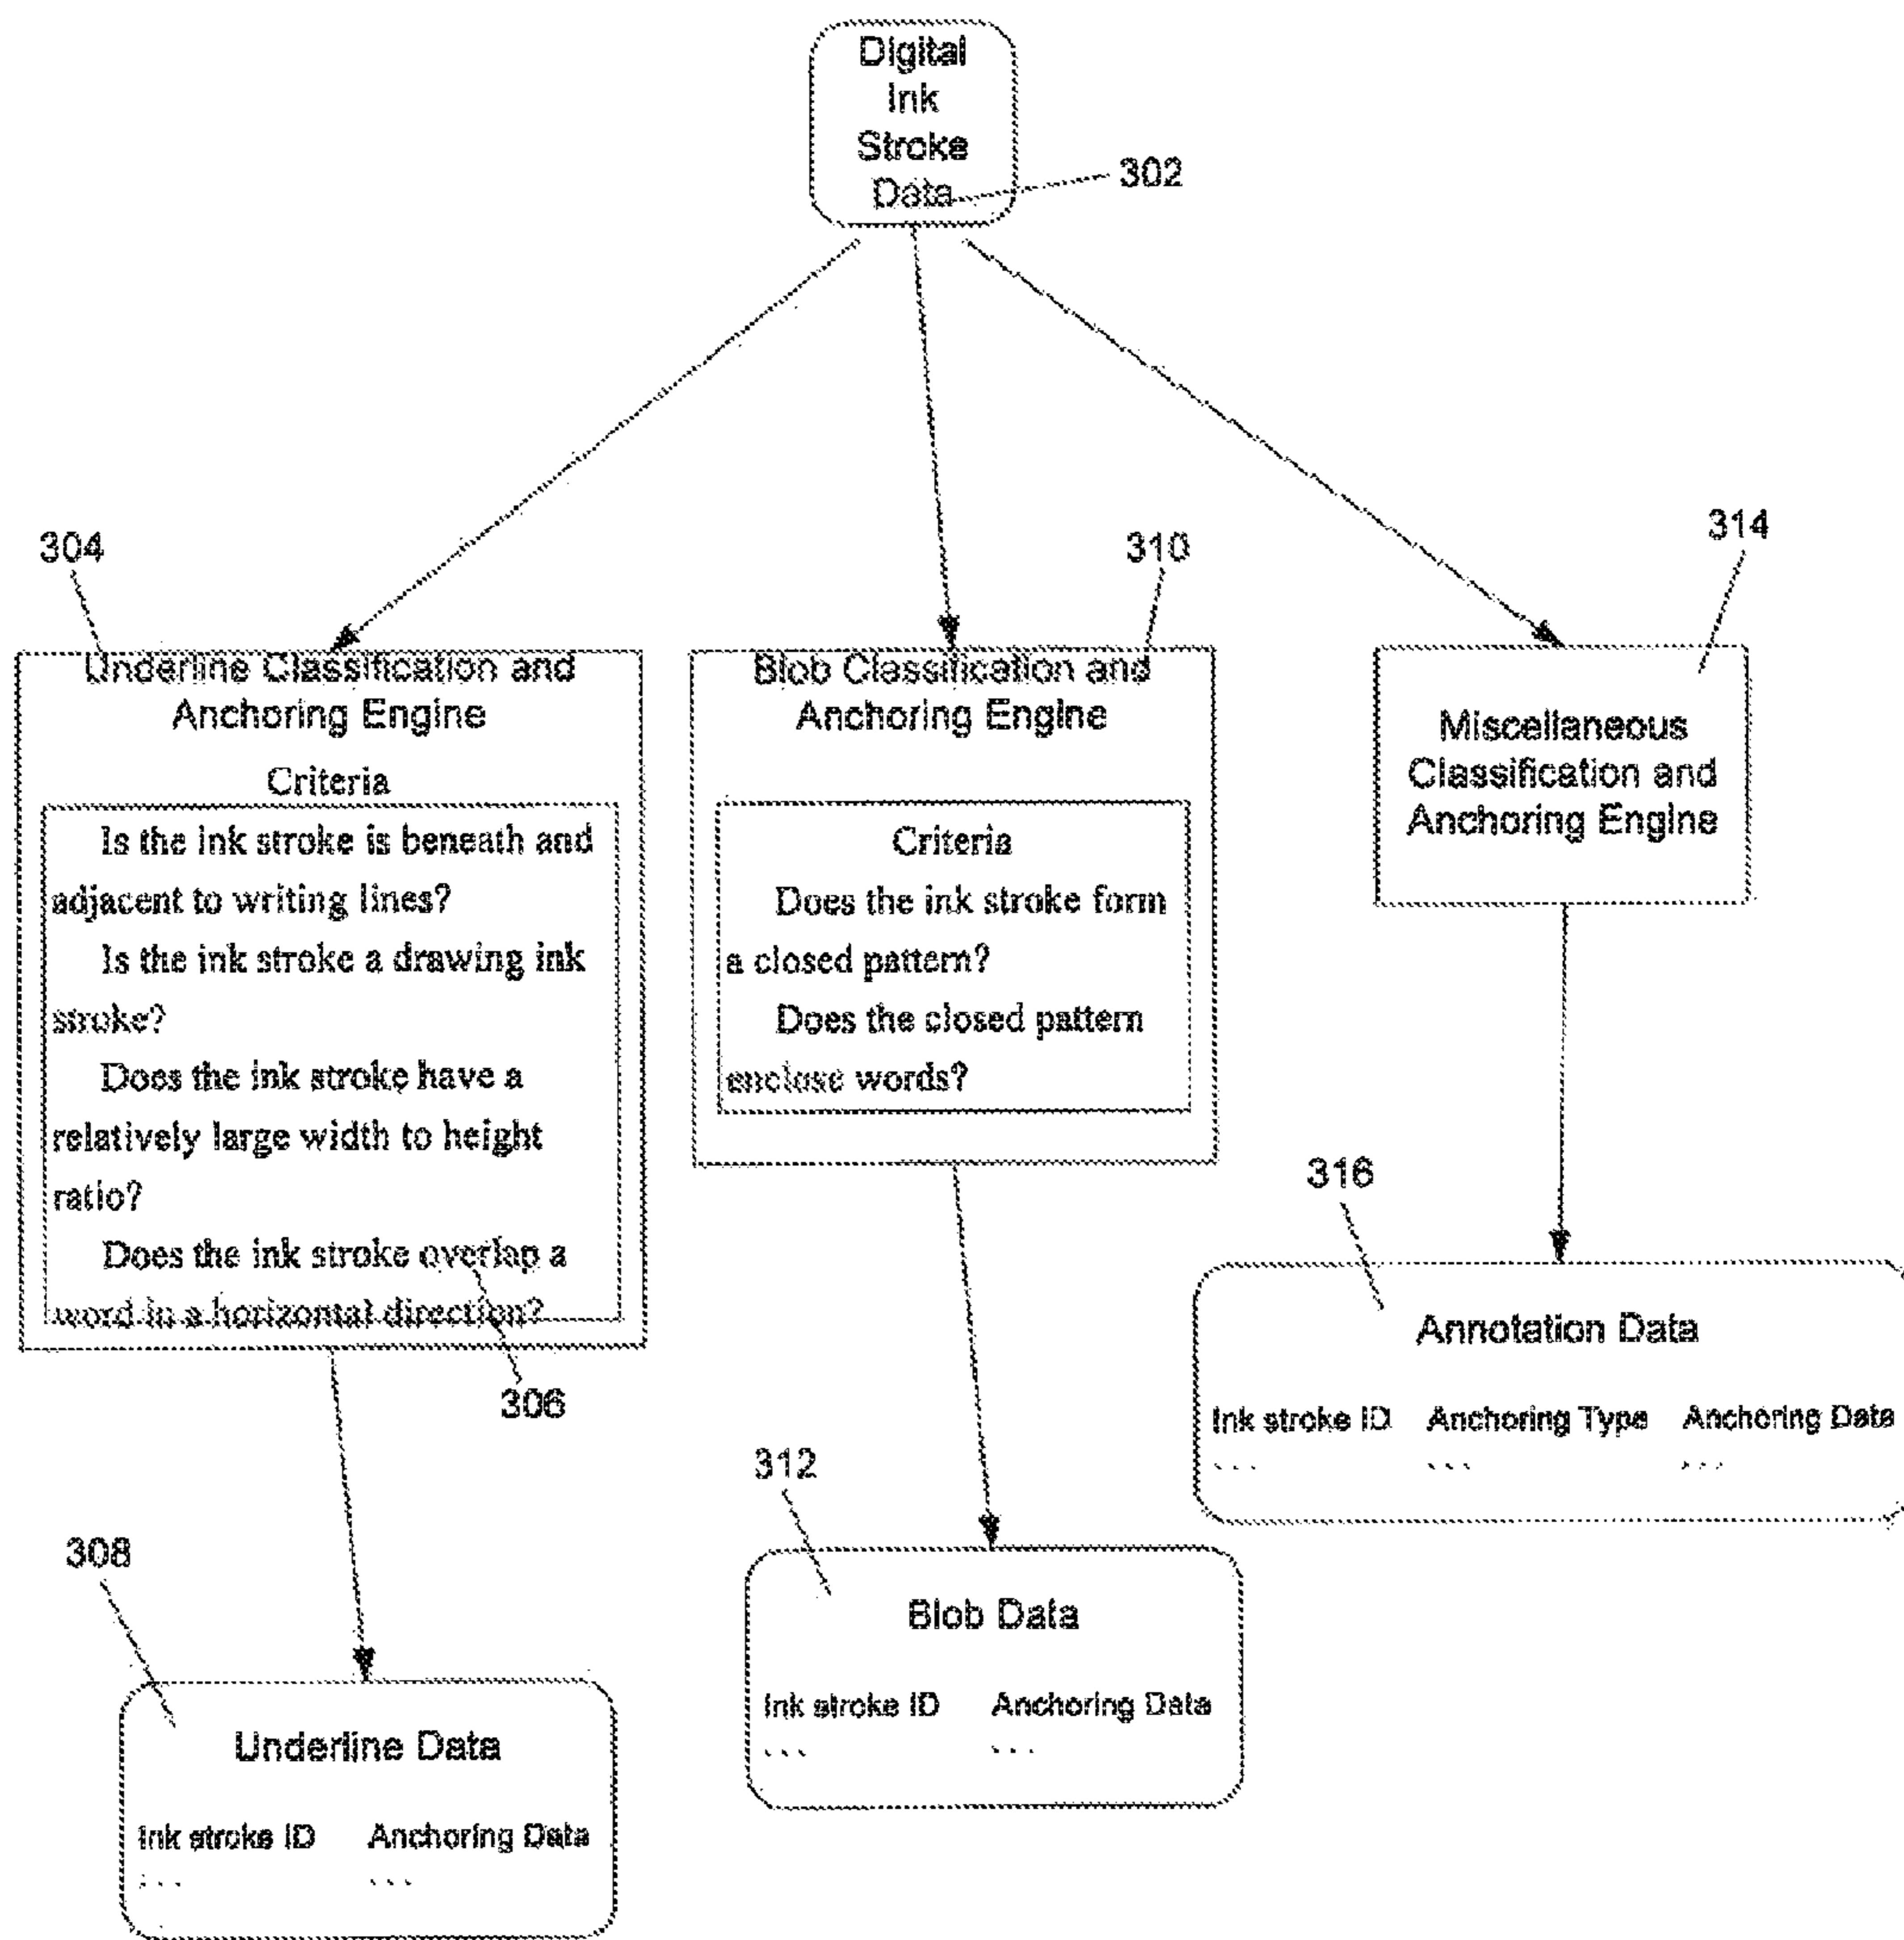 Digital
Ink
Stroke
Data
302
304
Underline Classification and
Anchoring Engine
Criteria
Is the ink stroke is beneath and
adjacent to writing lines?
Is the ink stroke a drawing ink
stroke?
Does the ink stroke have a
relatively large width to height
ratio?
Does the ink stroke overlap a
word in a horizontal direction?
306
310
Blob Classification and
Anchoring Engine
Criteria
Does the ink stroke form
a closed pattern?
Does the closed pattern
enclose words?
314
Miscellaneous
Classification and
Anchoring Engine
316
Annotation Data
Ink stroke ID Anchoring Type Anchoring Data
... ... ...
312
Blob Data
Ink stroke ID Anchoring Data
... ...
308
Underline Data
Ink stroke ID Anchoring Data
... ...